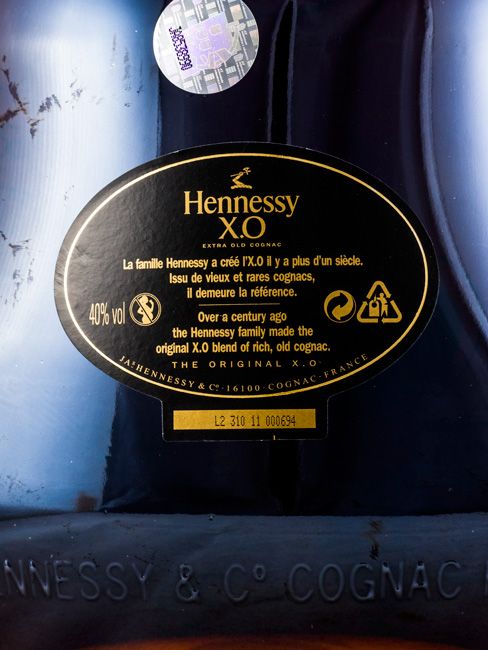 Hennessy
X.O
EXTRA OLD COGNAC
La famille Hennessy a créé l'X.O il y a plus d'un siècle.
Issu de vieux et rares cognacs,
il demeure la référence.
40% vol
Over a century ago
the Hennessy family made the
original X.O blend of rich, old cognac.
THE ORIGINAL X.O
JAs HENNESSY & Co · 16100 · COGNAC · FRANCE
L2 310 11 000694
NNESSY & Co COGNAC